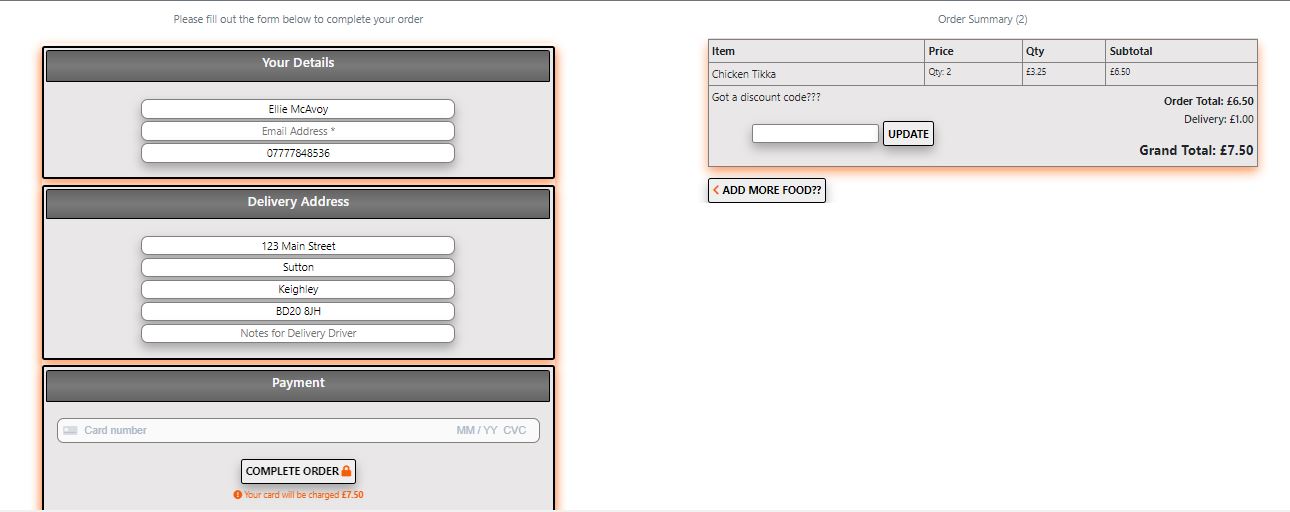 Please fill out the form below to complete your order
Your Details
Ellie McAvoy
Email Address *
07777848536
Delivery Address
123 Main Street
Sutton
Keighley
BD20 8JH
Notes for Delivery Driver
Payment
Card number MM / YY CVC
COMPLETE ORDER
Your card will be charged £7.50
Order Summary (2)
Item Price Qty Subtotal
Chicken Tikka Qty: 2 £3.25 £6.50
Got a discount code???
UPDATE
Order Total: £6.50
Delivery: £1.00
Grand Total: £7.50
ADD MORE FOOD??